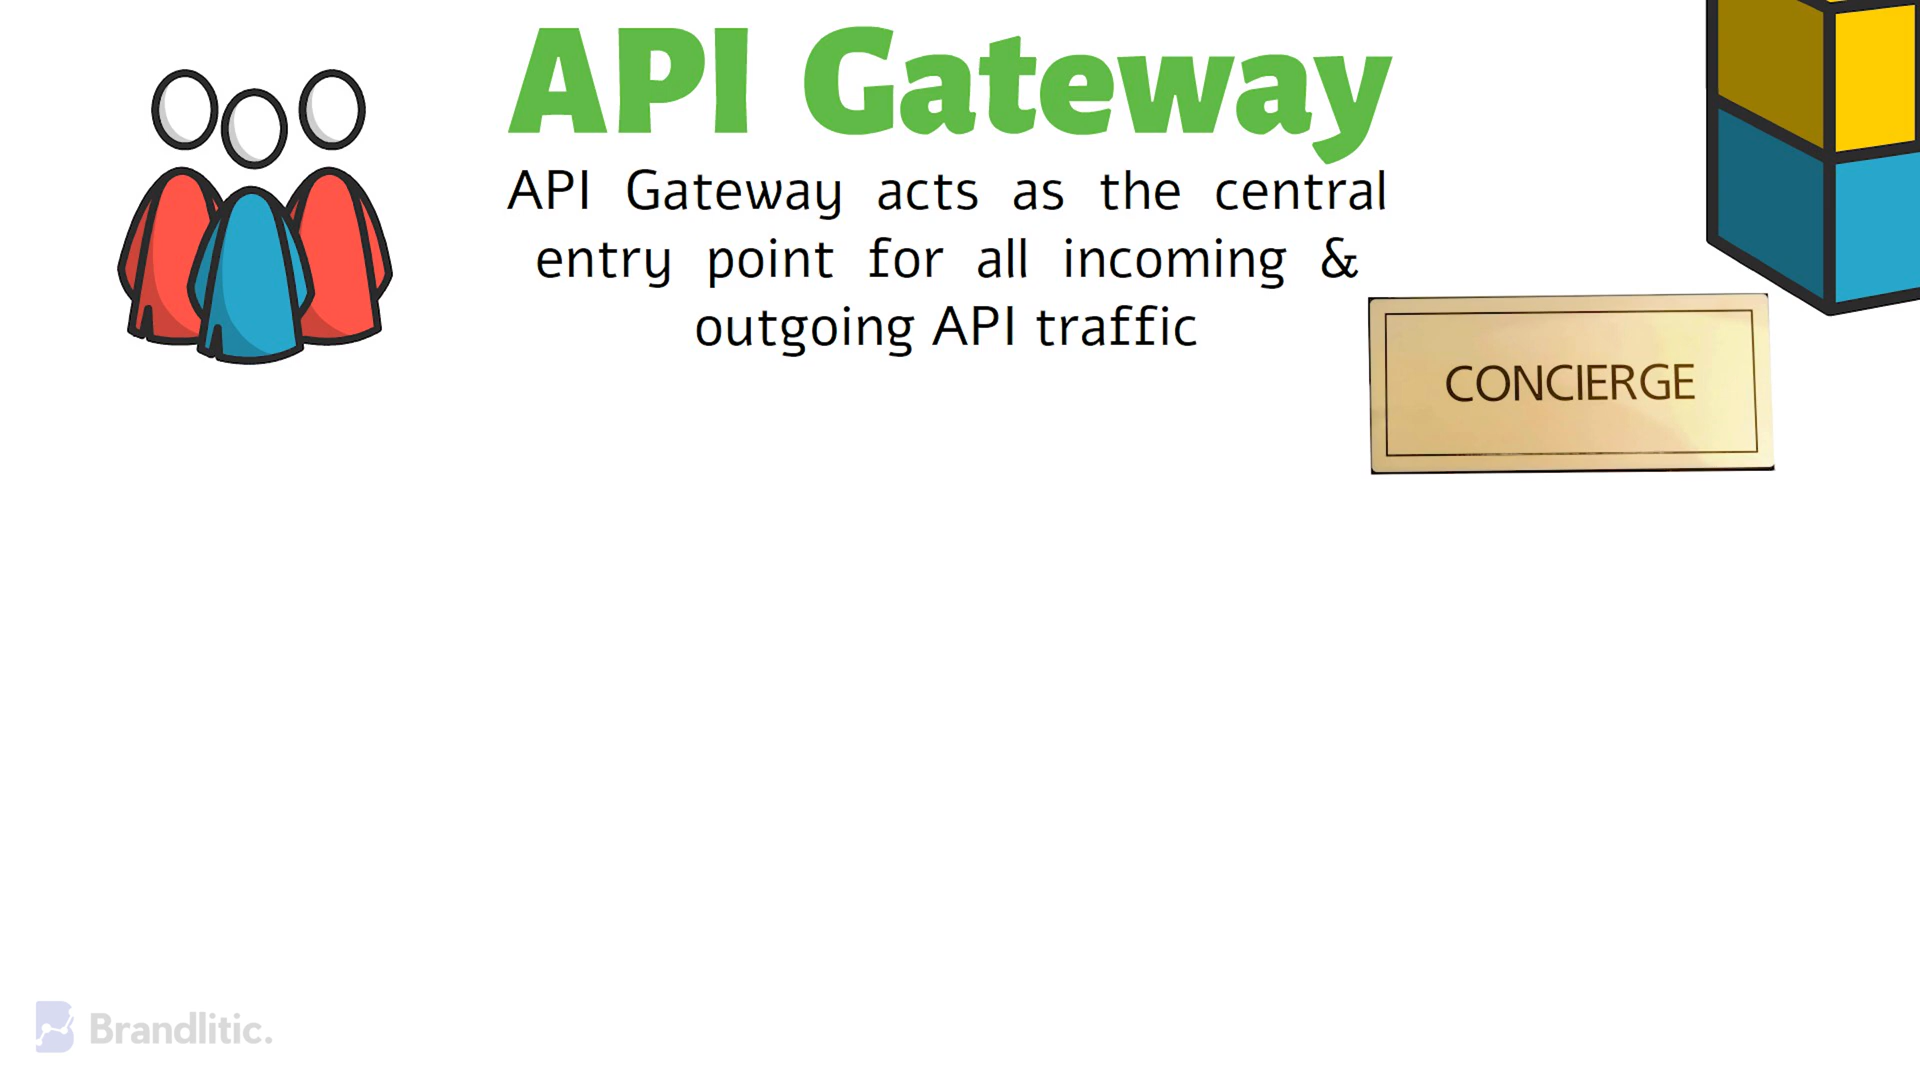 API Gateway
API Gateway acts as the central
entry point for all incoming &
outgoing API traffic
CONCIERGE
Brandlitic.